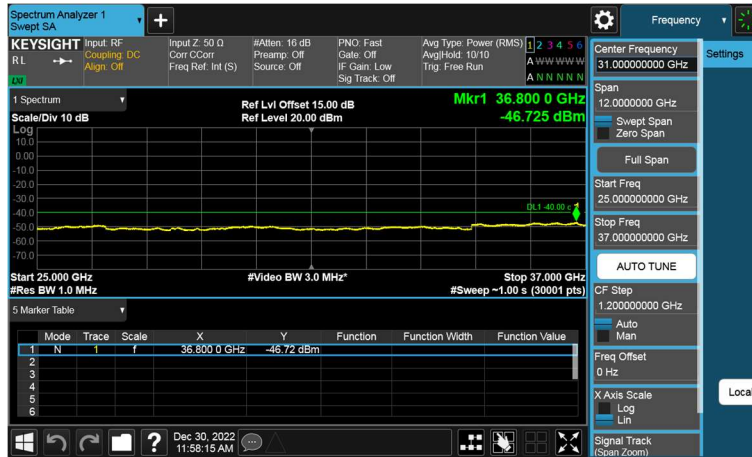 Spectrum Analyzer 1
Swept SA
Frequency
KEYSIGHT
RL
LXI
Input: RF
Coupling: DC
Align: Off
Input Z: 50 Ω
Corr CCorr
Freq Ref: Int (S)
#Atten: 16 dB
Preamp: Off
Source: Off
PNO: Fast
Gate: Off
IF Gain: Low
Sig Track: Off
Avg Type: Power (RMS)
Avg|Hold: 10/10
Trig: Free Run
1 2 3 4 5 6
A W W W W W
A N N N N N
1 Spectrum
Scale/Div 10 dB
Ref Lvl Offset 15.00 dB
Ref Level 20.00 dBm
Mkr1 36.800 0 GHz
-46.725 dBm
Log
10.0
0.00
-10.0
-20.0
-30.0
-40.0
-50.0
-60.0
-70.0
DL1 -40.00
1
Start 25.000 GHz
#Res BW 1.0 MHz
#Video BW 3.0 MHz*
Stop 37.000 GHz
#Sweep ~1.00 s (30001 pts)
5 Marker Table
Mode Trace Scale X Y Function Function Width Function Value
1 N 1 f 36.800 0 GHz -46.72 dBm
2
3
4
5
6
Dec 30, 2022
11:58:15 AM
Center Frequency
31.000000000 GHz
Span
12.0000000 GHz
Swept Span
Zero Span
Full Span
Start Freq
25.000000000 GHz
Stop Freq
37.000000000 GHz
AUTO TUNE
CF Step
1.200000000 GHz
Auto
Man
Freq Offset
0 Hz
X Axis Scale
Log
Lin
Signal Track
(Span Zoom)
Settings
Local